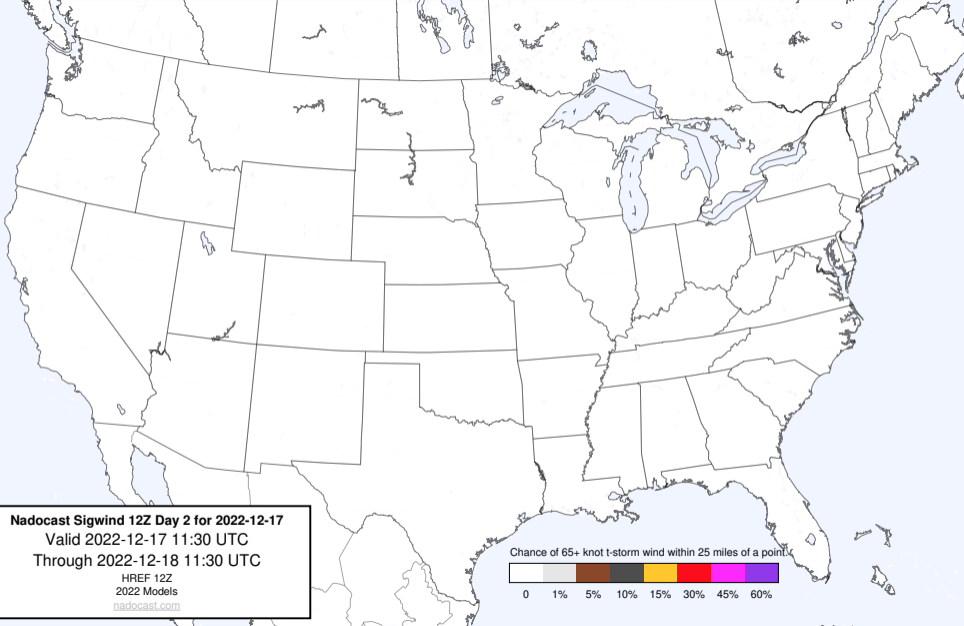 Nadocast Sigwind 12Z Day 2 for 2022-12-17
Valid 2022-12-17 11:30 UTC
Through 2022-12-18 11:30 UTC
HREF 12Z
2022 Models
nadocast.com
Chance of 65+ knot t-storm wind within 25 miles of a point.
0 1% 5% 10% 15% 30% 45% 60%